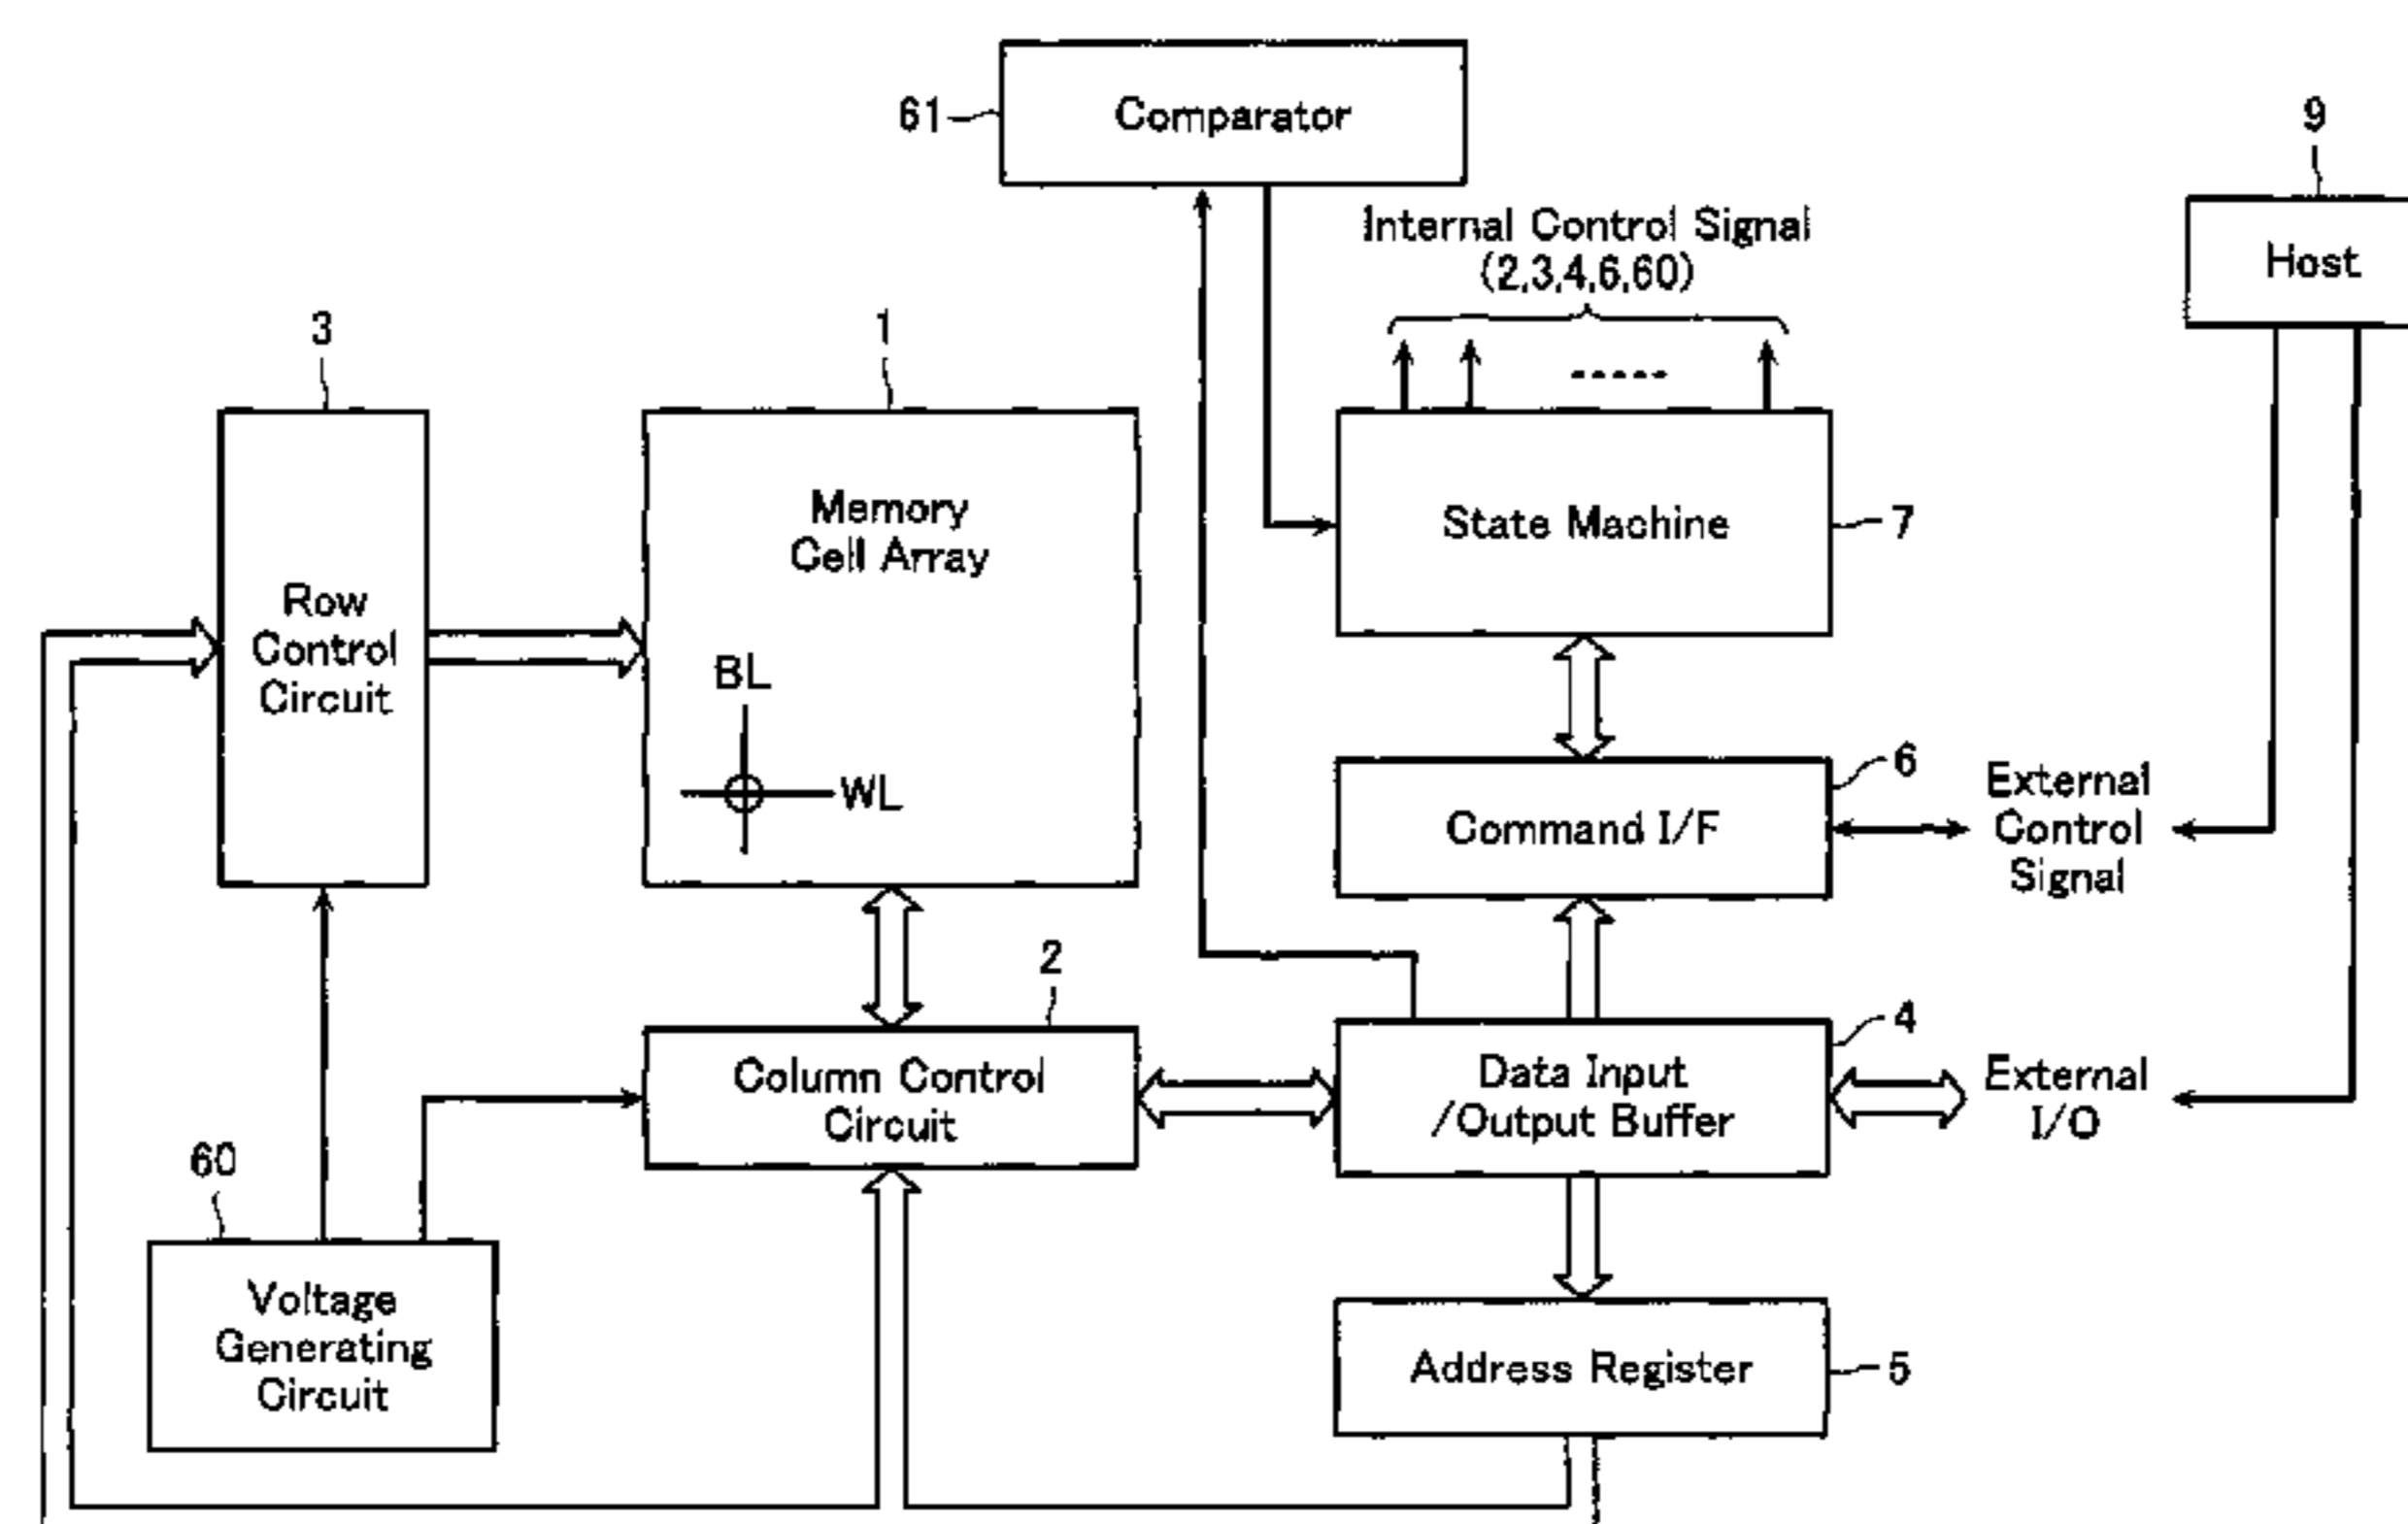 61
Comparator
9
Host
Internal Control Signal
(2,3,4,6,60)
3
1
Row
Control
Circuit
Memory
Cell Array
BL
WL
State Machine
7
6
Command I/F
External
Control
Signal
2
Column Control
Circuit
4
Data Input
/Output Buffer
External
I/O
60
Voltage
Generating
Circuit
Address Register
5